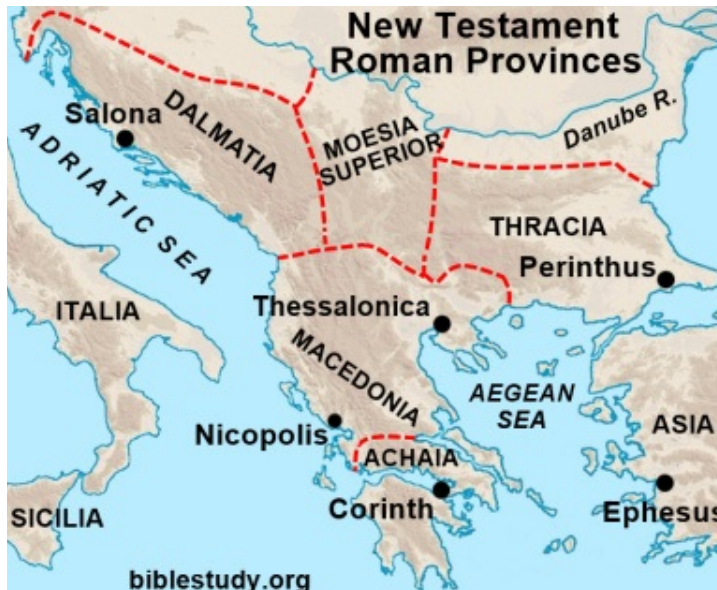 New Testament
Roman Provinces
Salona
DALMATIA
MOESIA
SUPERIOR
Danube R.
ADRIATIC SEA
THRACIA
Perinthus
ITALIA
Thessalonica
MACEDONIA
AEGEAN
SEA
ASIA
Nicopolis
ACHAIA
SICILIA
Corinth
Ephesus
biblestudy.org